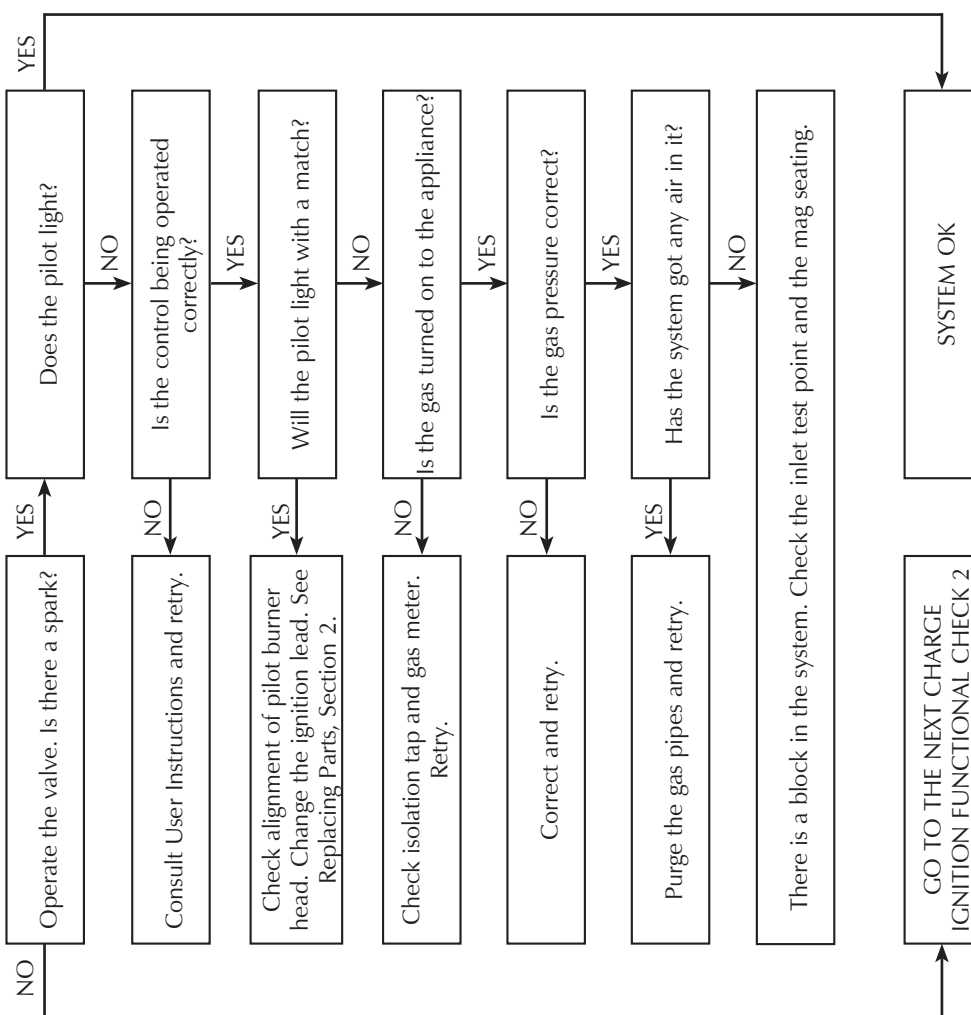 Operate the valve. Is there a spark?
YES
NO
Does the pilot light?
YES
NO
Is the control being operated
correctly?
NO
YES
Consult User Instructions and retry.
Will the pilot light with a match?
YES
NO
Check alignment of pilot burner
head. Change the ignition lead. See
Replacing Parts, Section 2.
Is the gas turned on to the appliance?
NO
YES
Check isolation tap and gas meter.
Retry.
Is the gas pressure correct?
NO
YES
Correct and retry.
Has the system got any air in it?
YES
NO
Purge the gas pipes and retry.
There is a block in the system. Check the inlet test point and the mag seating.
GO TO THE NEXT CHARGE
IGNITION FUNCTIONAL CHECK 2
SYSTEM OK